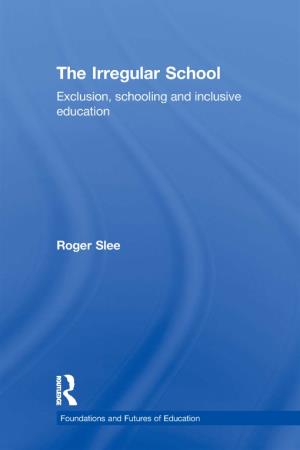 The Irregular School
Exclusion, schooling and inclusive
education
Roger Slee
ROUTLEDGE
Foundations and Futures of Education